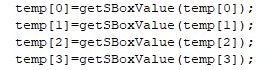 temp[0]=getSBoxValue(temp[0]);
temp[1]=getSBoxValue(temp[1]);
temp[2]=getSBoxValue(temp[2]);
temp[3]=getSBoxValue(temp[3]);